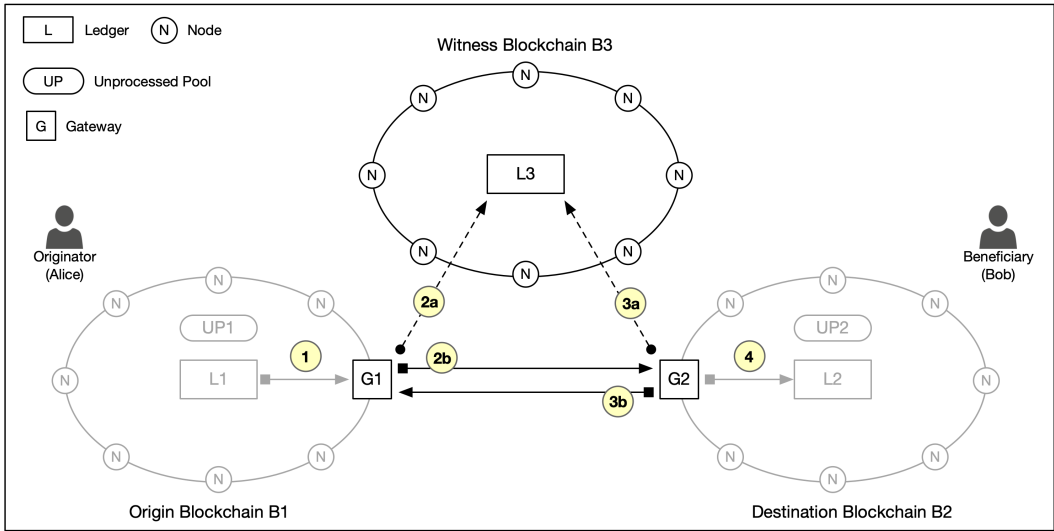 L Ledger N Node
UP Unprocessed Pool
G Gateway
Witness Blockchain B3
N
N N
N N
L3
N N
N
Originator
(Alice)
Beneficiary
(Bob)
2a 3a
N
N N
UP1
1
N L1 G1
N N
N
2b
3b
N
N N
UP2
4
G2 L2 N
N N
N
Origin Blockchain B1
Destination Blockchain B2